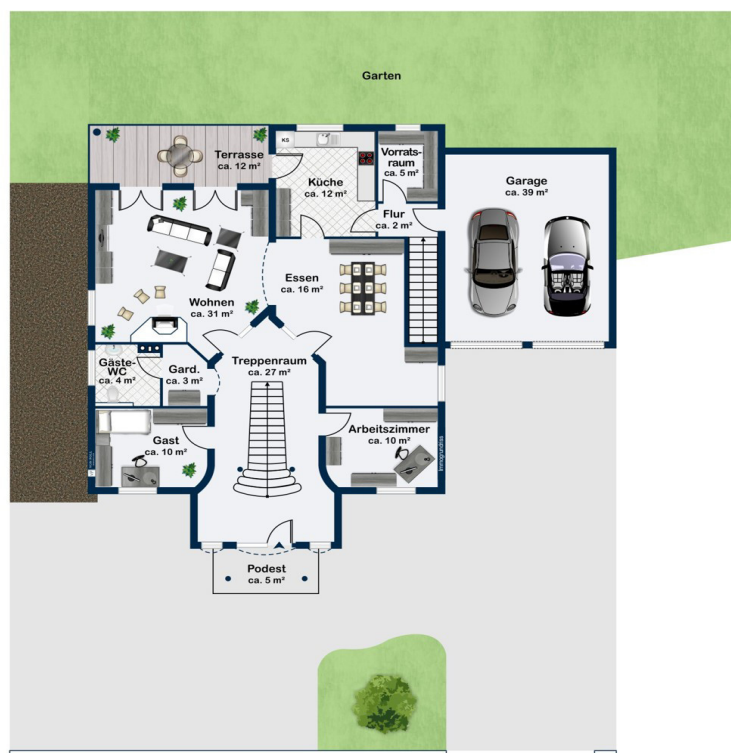 Garten
Terrasse
ca. 12 m²
KS
Küche
ca. 12 m²
Vorrats-
raum
ca. 5 m²
Garage
ca. 39 m²
Flur
ca. 2 m²
Essen
ca. 16 m²
Wohnen
ca. 31 m²
Gäste-
WC
ca. 4 m²
Gard.
ca. 3 m²
Treppenraum
ca. 27 m²
Gast
ca. 10 m²
Arbeitszimmer
ca. 10 m²
Immogrundriss
Podest
ca. 5 m²